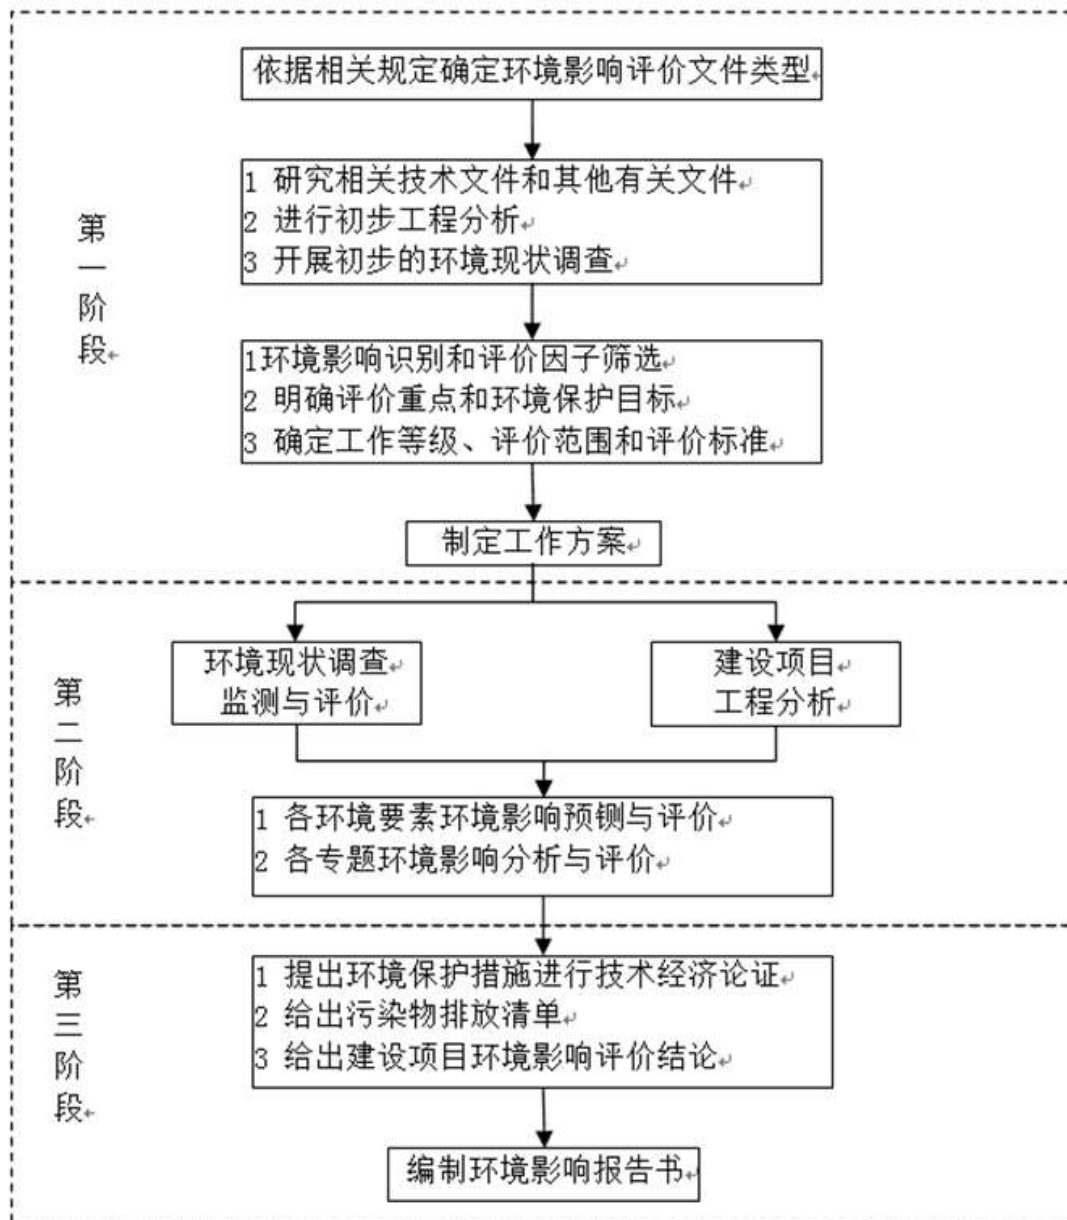 依据相关规定确定环境影响评价文件类型
1 研究相关技术文件和其他有关文件
2 进行初步工程分析
3 开展初步的环境现状调查
第
一
阶
段
1环境影响识别和评价因子筛选
2 明确评价重点和环境保护目标
3 确定工作等级、评价范围和评价标准
制定工作方案
环境现状调查
监测与评价
建设项目
工程分析
第
二
阶
段
1 各环境要素环境影响预铡与评价
2 各专题环境影响分析与评价
第
三
阶
段
1 提出环境保护措施进行技术经济论证
2 给出污染物排放清单
3 给出建设项目环境影响评价结论
编制环境影响报告书